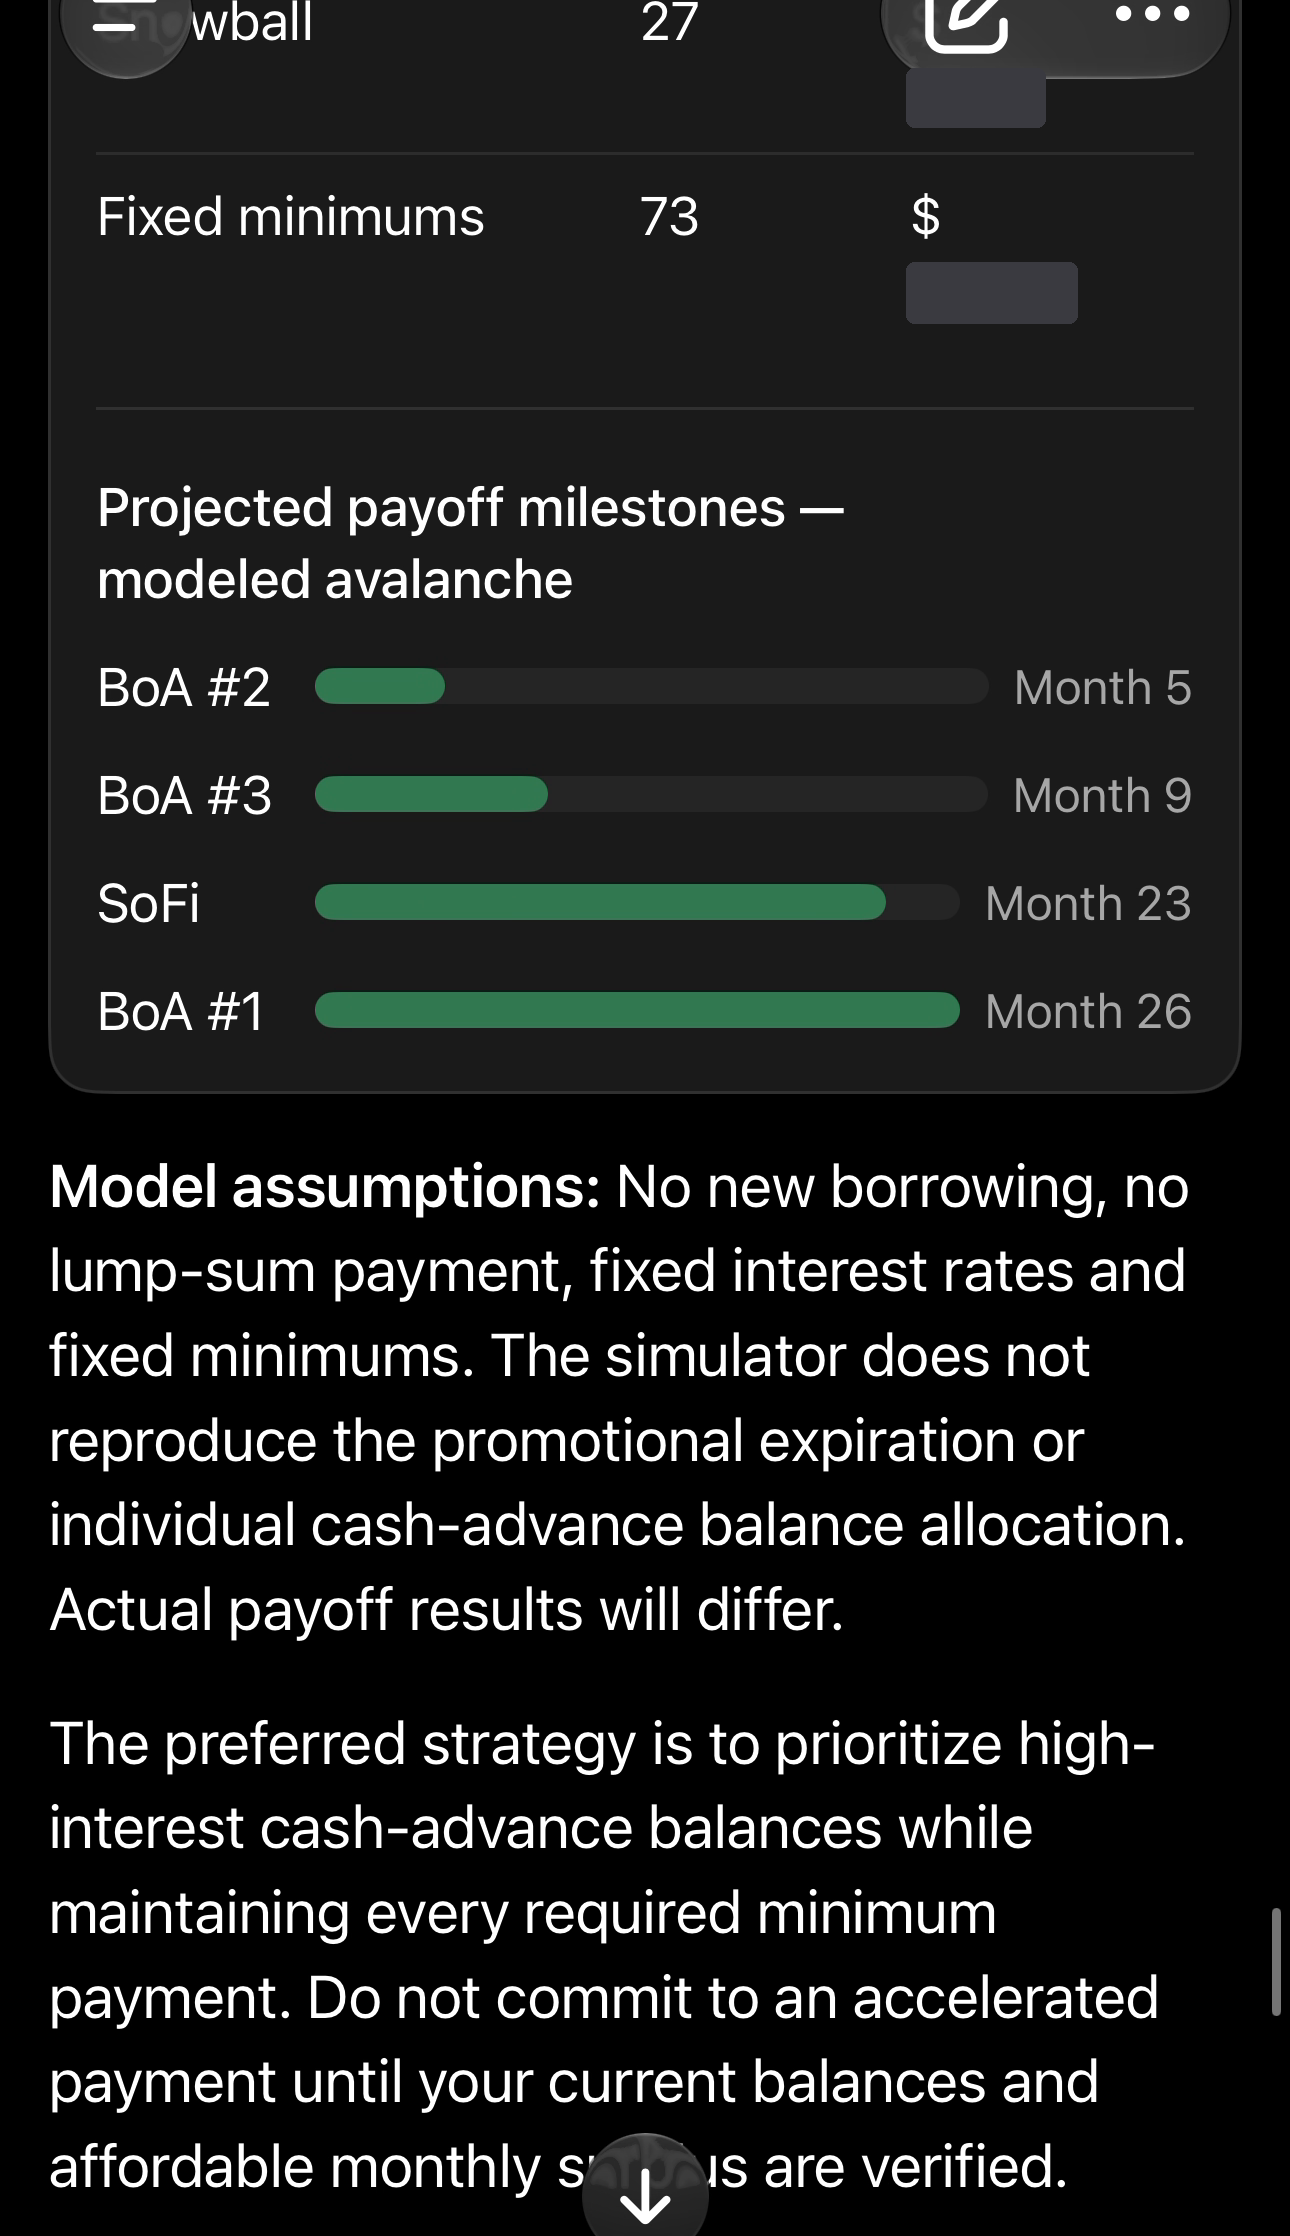 wball 27
Fixed minimums 73 $
Projected payoff milestones —
modeled avalanche
BoA #2 Month 5
BoA #3 Month 9
SoFi Month 23
BoA #1 Month 26
Model assumptions: No new borrowing, no
lump-sum payment, fixed interest rates and
fixed minimums. The simulator does not
reproduce the promotional expiration or
individual cash-advance balance allocation.
Actual payoff results will differ.
The preferred strategy is to prioritize high-
interest cash-advance balances while
maintaining every required minimum
payment. Do not commit to an accelerated
payment until your current balances and
affordable monthly are verified.